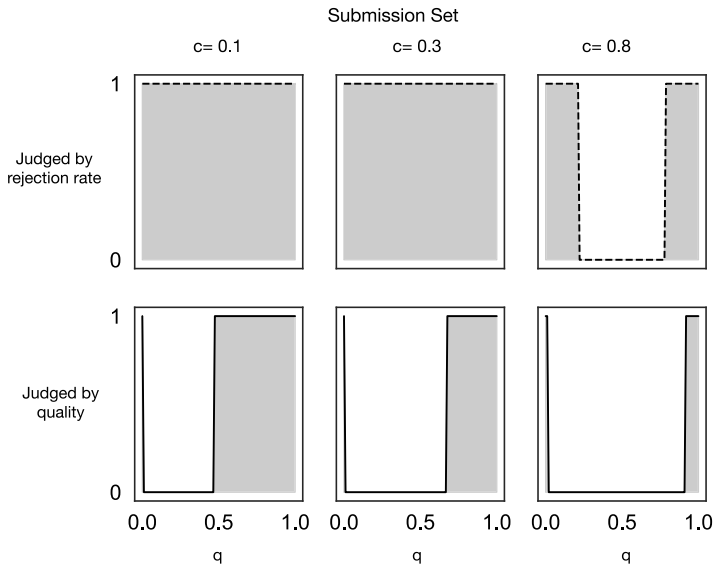 Submission Set
c= 0.1
c= 0.3
c= 0.8
1
Judged by
rejection rate
0
1
Judged by
quality
0
0.0 0.5 1.0
0.0 0.5 1.0
0.0 0.5 1.0
q
q
q